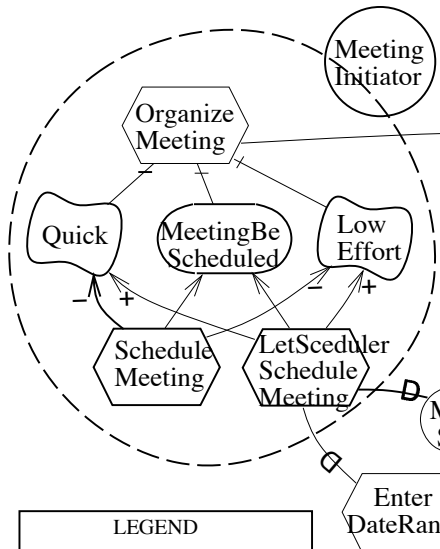 Meeting
Initiator
Organize
Meeting
Quick
MeetingBe
Scheduled
Low
Effort
− + − +
Schedule
Meeting
LetSceduler
Schedule
Meeting
D
D
M
S
Enter
DateRan
LEGEND